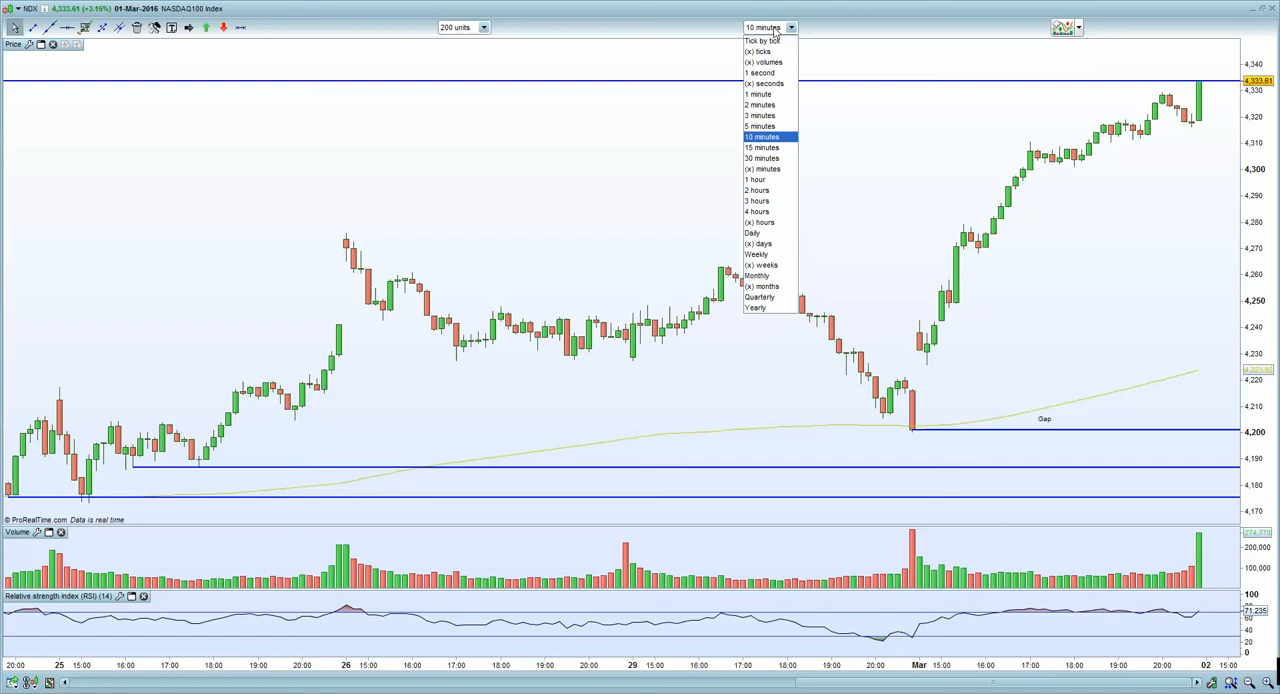 NDX 4,333.61 (+3.15%) 01-Mar-2016 NASDAQ100 Index
200 units
10 minutes
Price
Tick by tick
(x) ticks
(x) volumes
1 second
(x) seconds
1 minute
2 minutes
3 minutes
5 minutes
10 minutes
15 minutes
30 minutes
(x) minutes
1 hour
2 hours
3 hours
4 hours
(x) hours
Daily
(x) days
Weekly
(x) weeks
Monthly
(x) months
Quarterly
Yearly
4,340
4,333.61
4,330
4,320
4,310
4,300
4,290
4,280
4,270
4,260
4,250
4,240
4,230
4,223.92
4,220
4,210
4,200
4,190
4,180
4,170
Gap
© ProRealTime.com Data is real time
Volume
274,770
200,000
100,000
Relative strength index (RSI) (14)
100
71.235
60
40
20
0
20:00 25 15:00 16:00 17:00 18:00 19:00 20:00 26 15:00 16:00 17:00 18:00 19:00 20:00 29 15:00 16:00 17:00 18:00 19:00 20:00 Mar 15:00 16:00 17:00 18:00 19:00 20:00 02 15:00